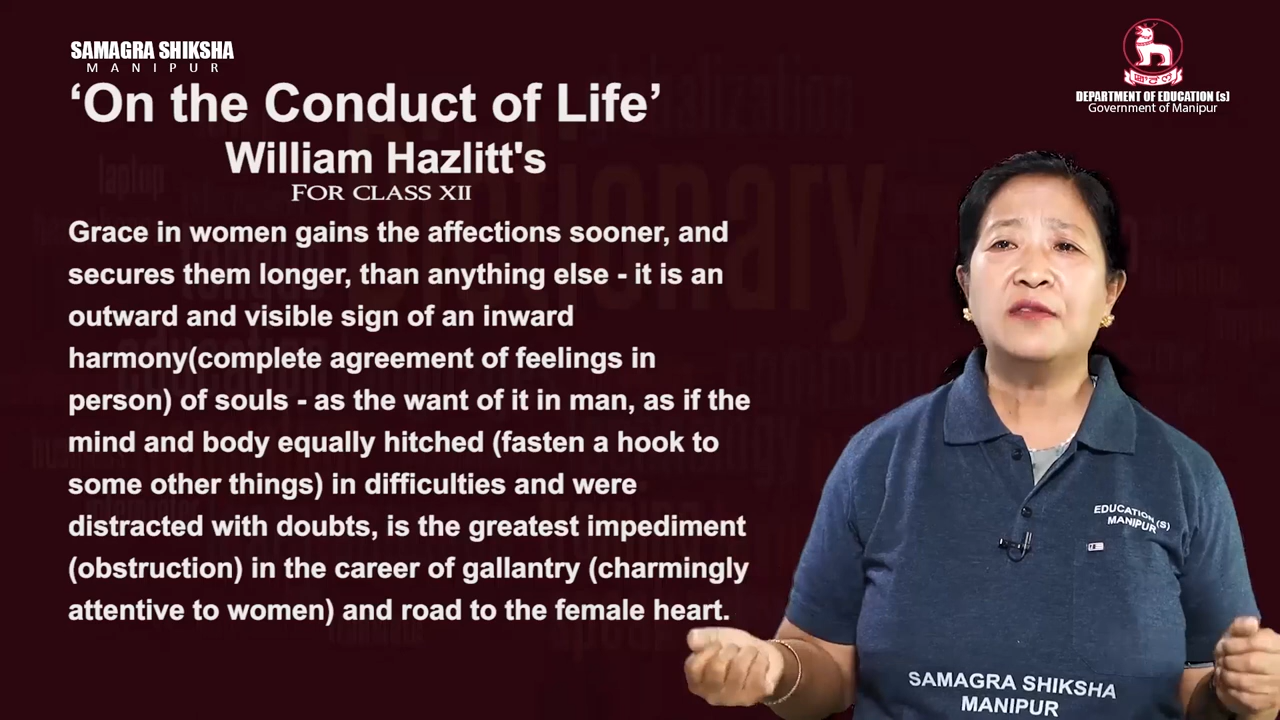 SAMAGRA SHIKSHA
MANIPUR
DEPARTMENT OF EDUCATION (s)
Government of Manipur
‘On the Conduct of Life’
William Hazlitt's
FOR CLASS XII
Grace in women gains the affections sooner, and
secures them longer, than anything else - it is an
outward and visible sign of an inward
harmony(complete agreement of feelings in
person) of souls - as the want of it in man, as if the
mind and body equally hitched (fasten a hook to
some other things) in difficulties and were
distracted with doubts, is the greatest impediment
(obstruction) in the career of gallantry (charmingly
attentive to women) and road to the female heart.
EDUCATION (S)
MANIPUR
SAMAGRA SHIKSHA
MANIPUR